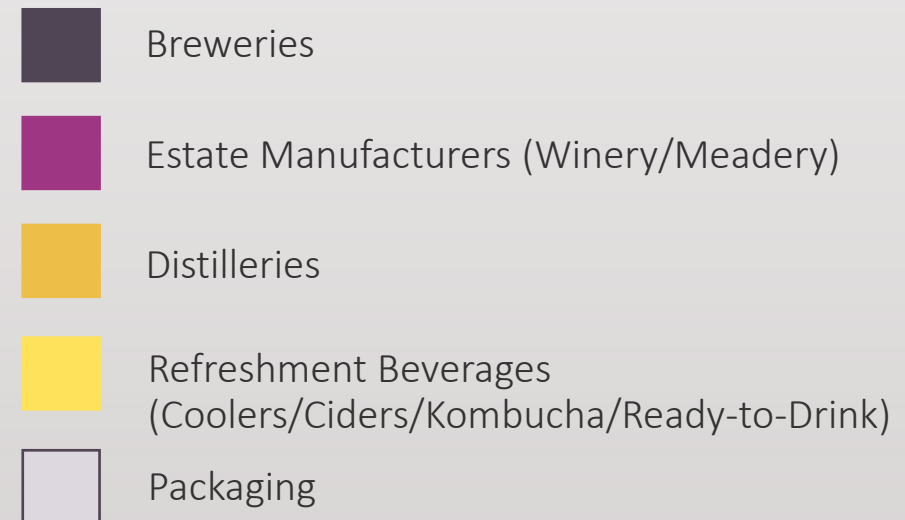 Breweries
Estate Manufacturers (Winery/Meadery)
Distilleries
Refreshment Beverages
(Coolers/Ciders/Kombucha/Ready-to-Drink)
Packaging